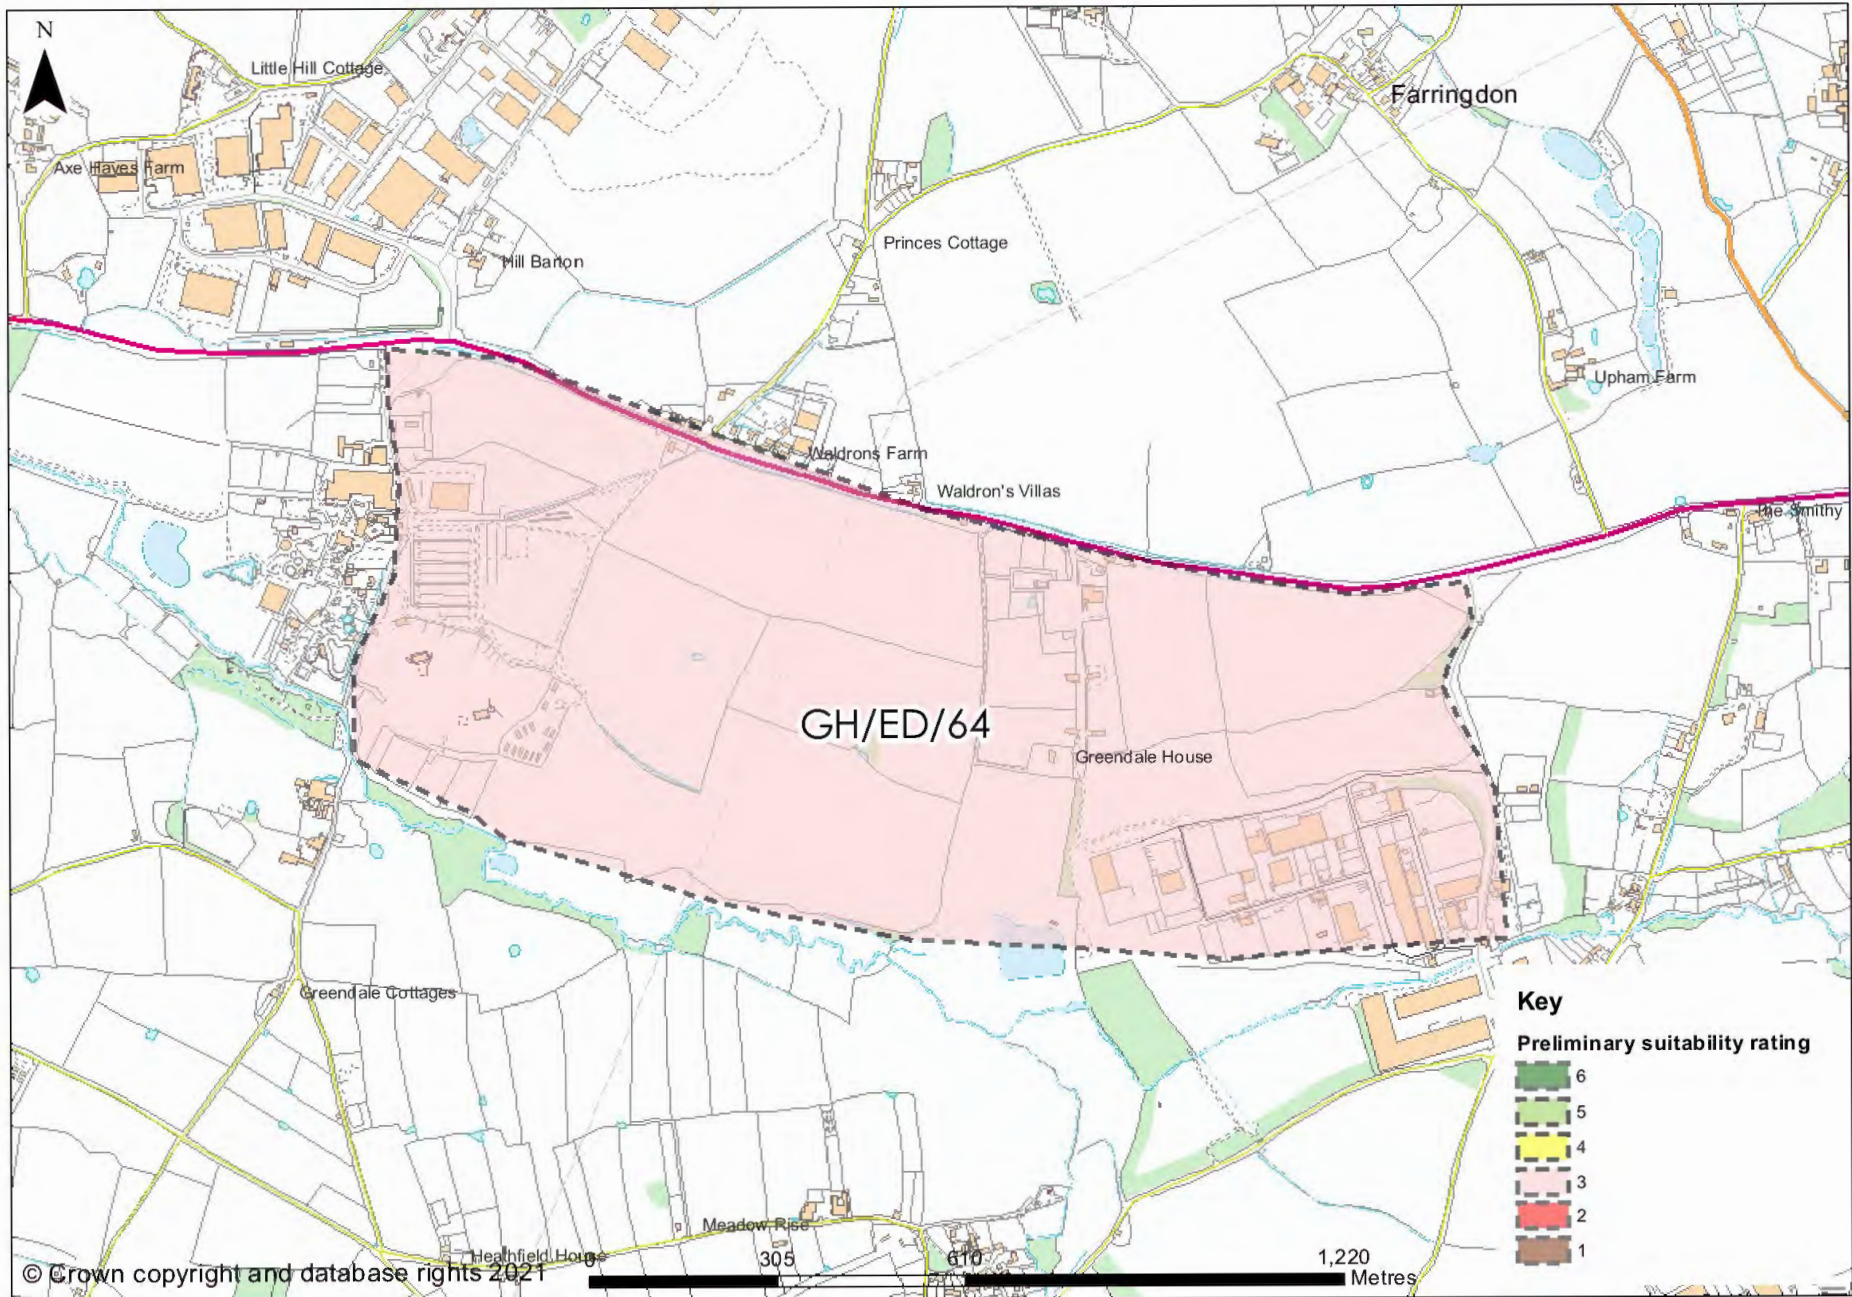 N
Little Hill Cottage
Farringdon
Axe Hayes Farm
Princes Cottage
Hill Barton
Upham Farm
Waldrons Farm
Waldron's Villas
The Smithy
GH/ED/64
Greendale House
Greendale Cottages
Key
Preliminary suitability rating
6
5
4
3
2
1
Meadow Rise
Heathfield House
© Crown copyright and database rights 2021
0 305 610 1,220
Metres